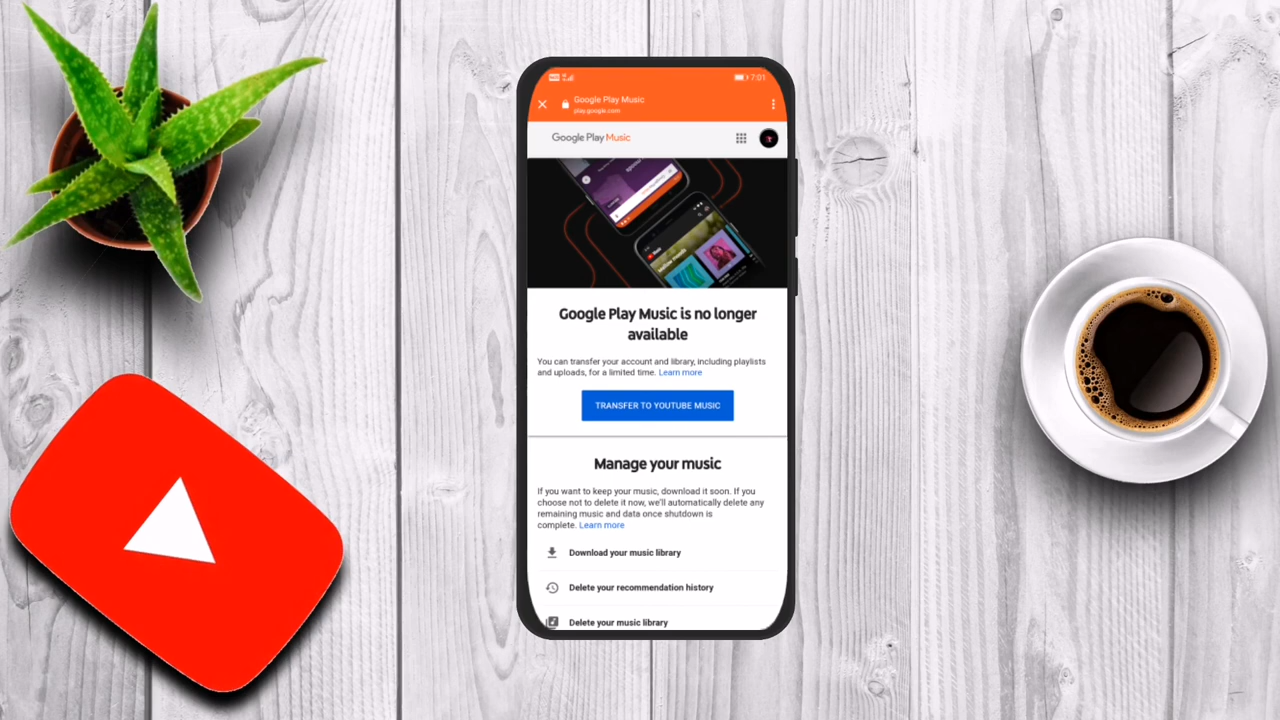 7:01
Google Play Music
play.google.com
Google Play Music
Google Play Music is no longer
available
You can transfer your account and library, including playlists
and uploads, for a limited time. Learn more
TRANSFER TO YOUTUBE MUSIC
Manage your music
If you want to keep your music, download it soon. If you
choose not to delete it now, we'll automatically delete any
remaining music and data once shutdown is
complete. Learn more
Download your music library
Delete your recommendation history
Delete your music library